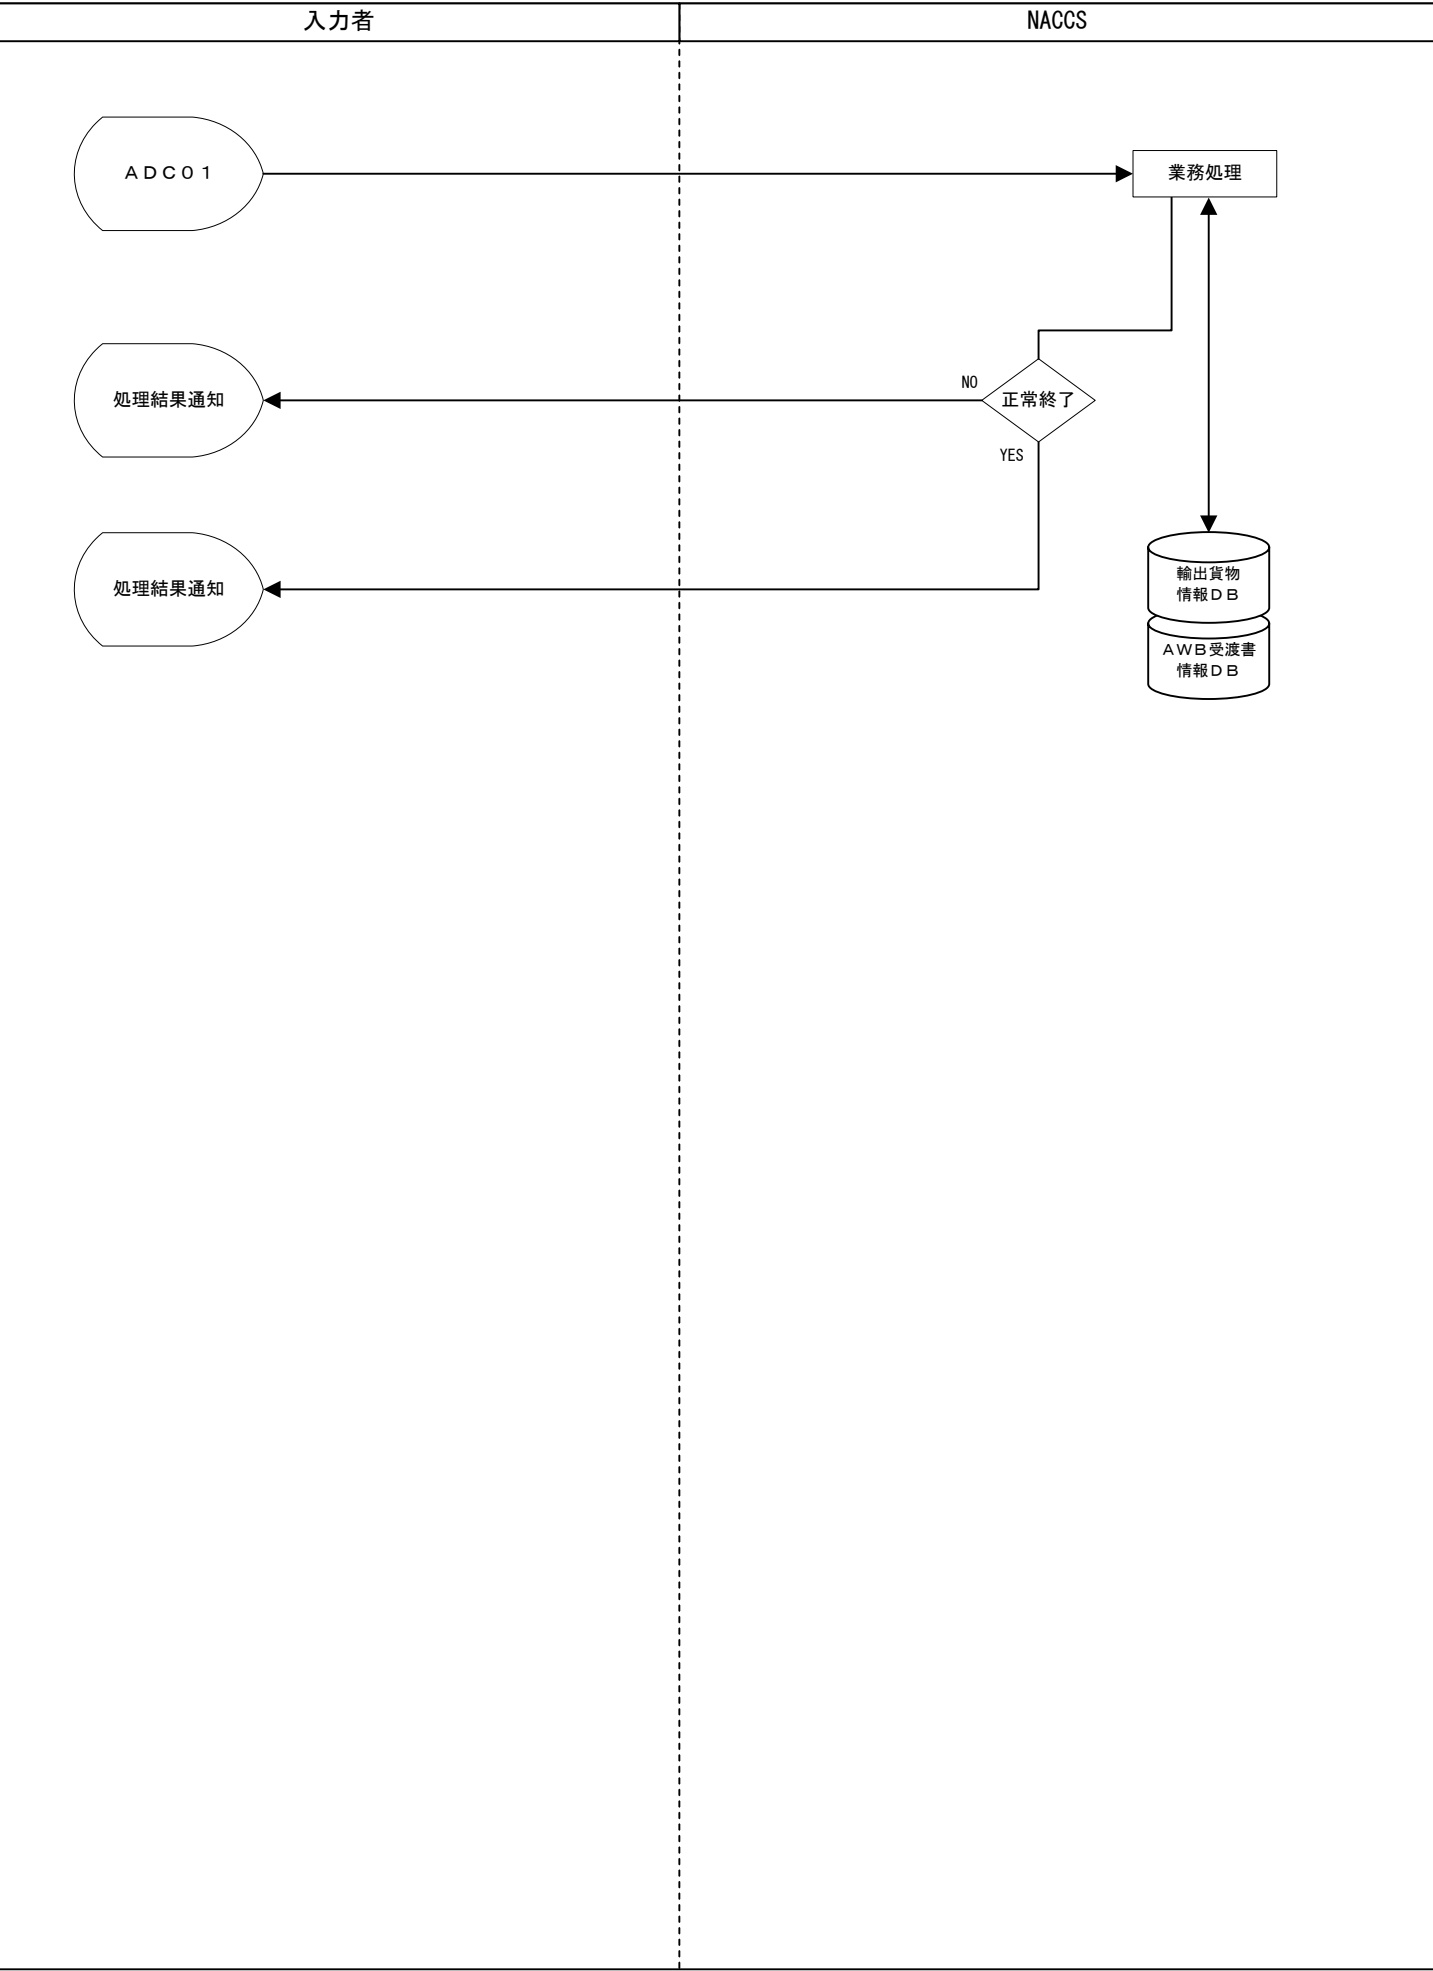 入力者
NACCS
ＡＤＣ０１
業務処理
NO
処理結果通知
正常終了
YES
処理結果通知
輸出貨物
情報ＤＢ
ＡＷＢ受渡書
情報ＤＢ